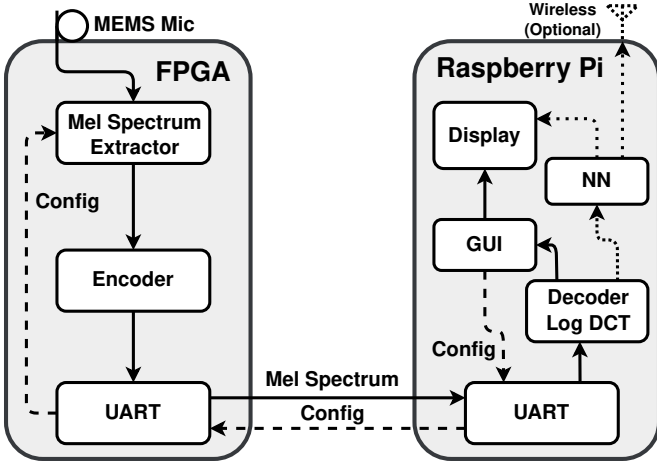 MEMS Mic
Wireless
(Optional)
FPGA
Raspberry Pi
Mel Spectrum
Extractor
Display
NN
Config
GUI
Encoder
Decoder
Log DCT
Config
Mel Spectrum
UART
Config
UART